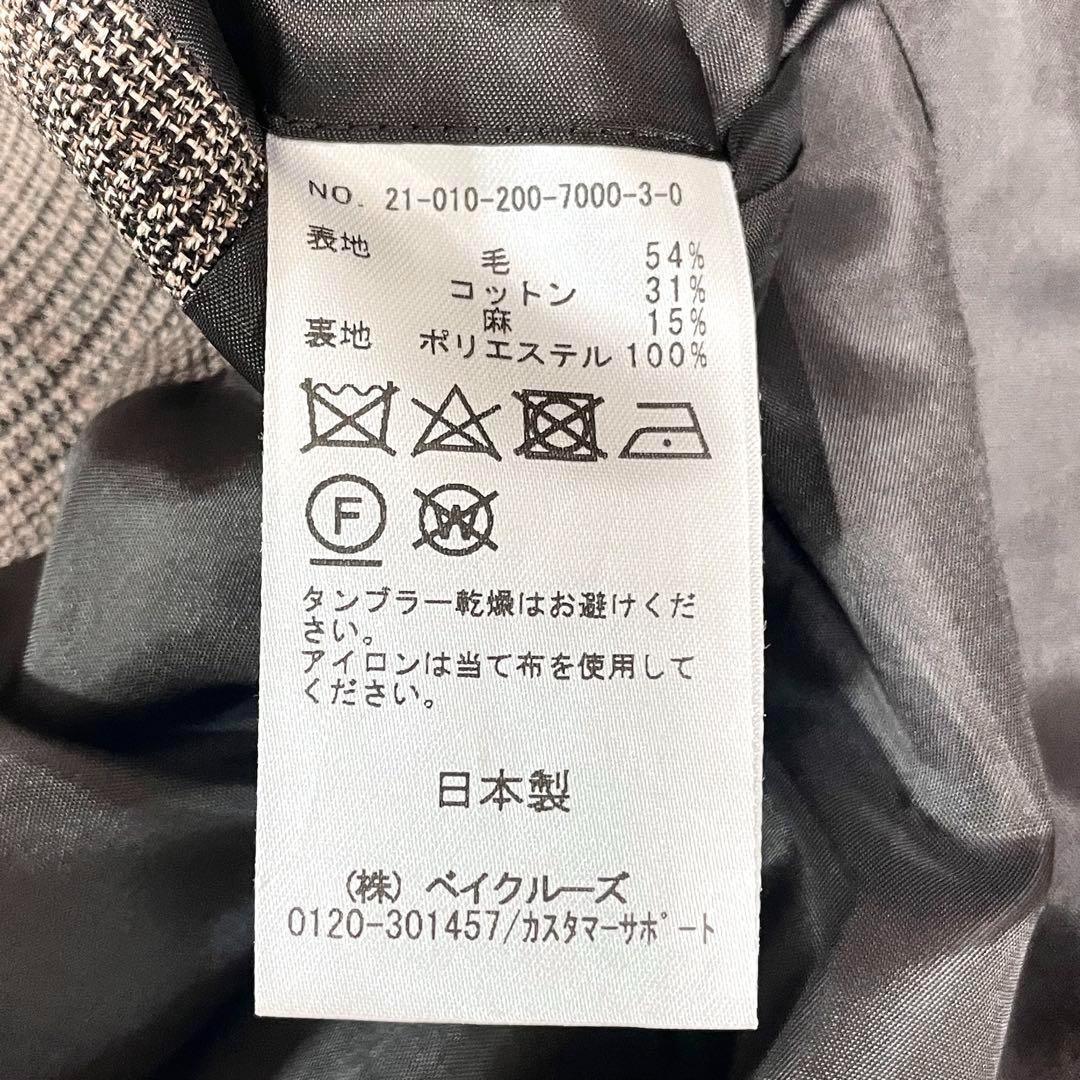 NO. 21-010-200-7000-3-0
表地 毛 54%
コットン 31%
麻 15%
裏地 ポリエステル 100%
F W
タンブラー乾燥はお避けくだ
さい。
アイロンは当て布を使用して
ください。
日本製
(株) ベイクルーズ
0120-301457/カスタマーサポート